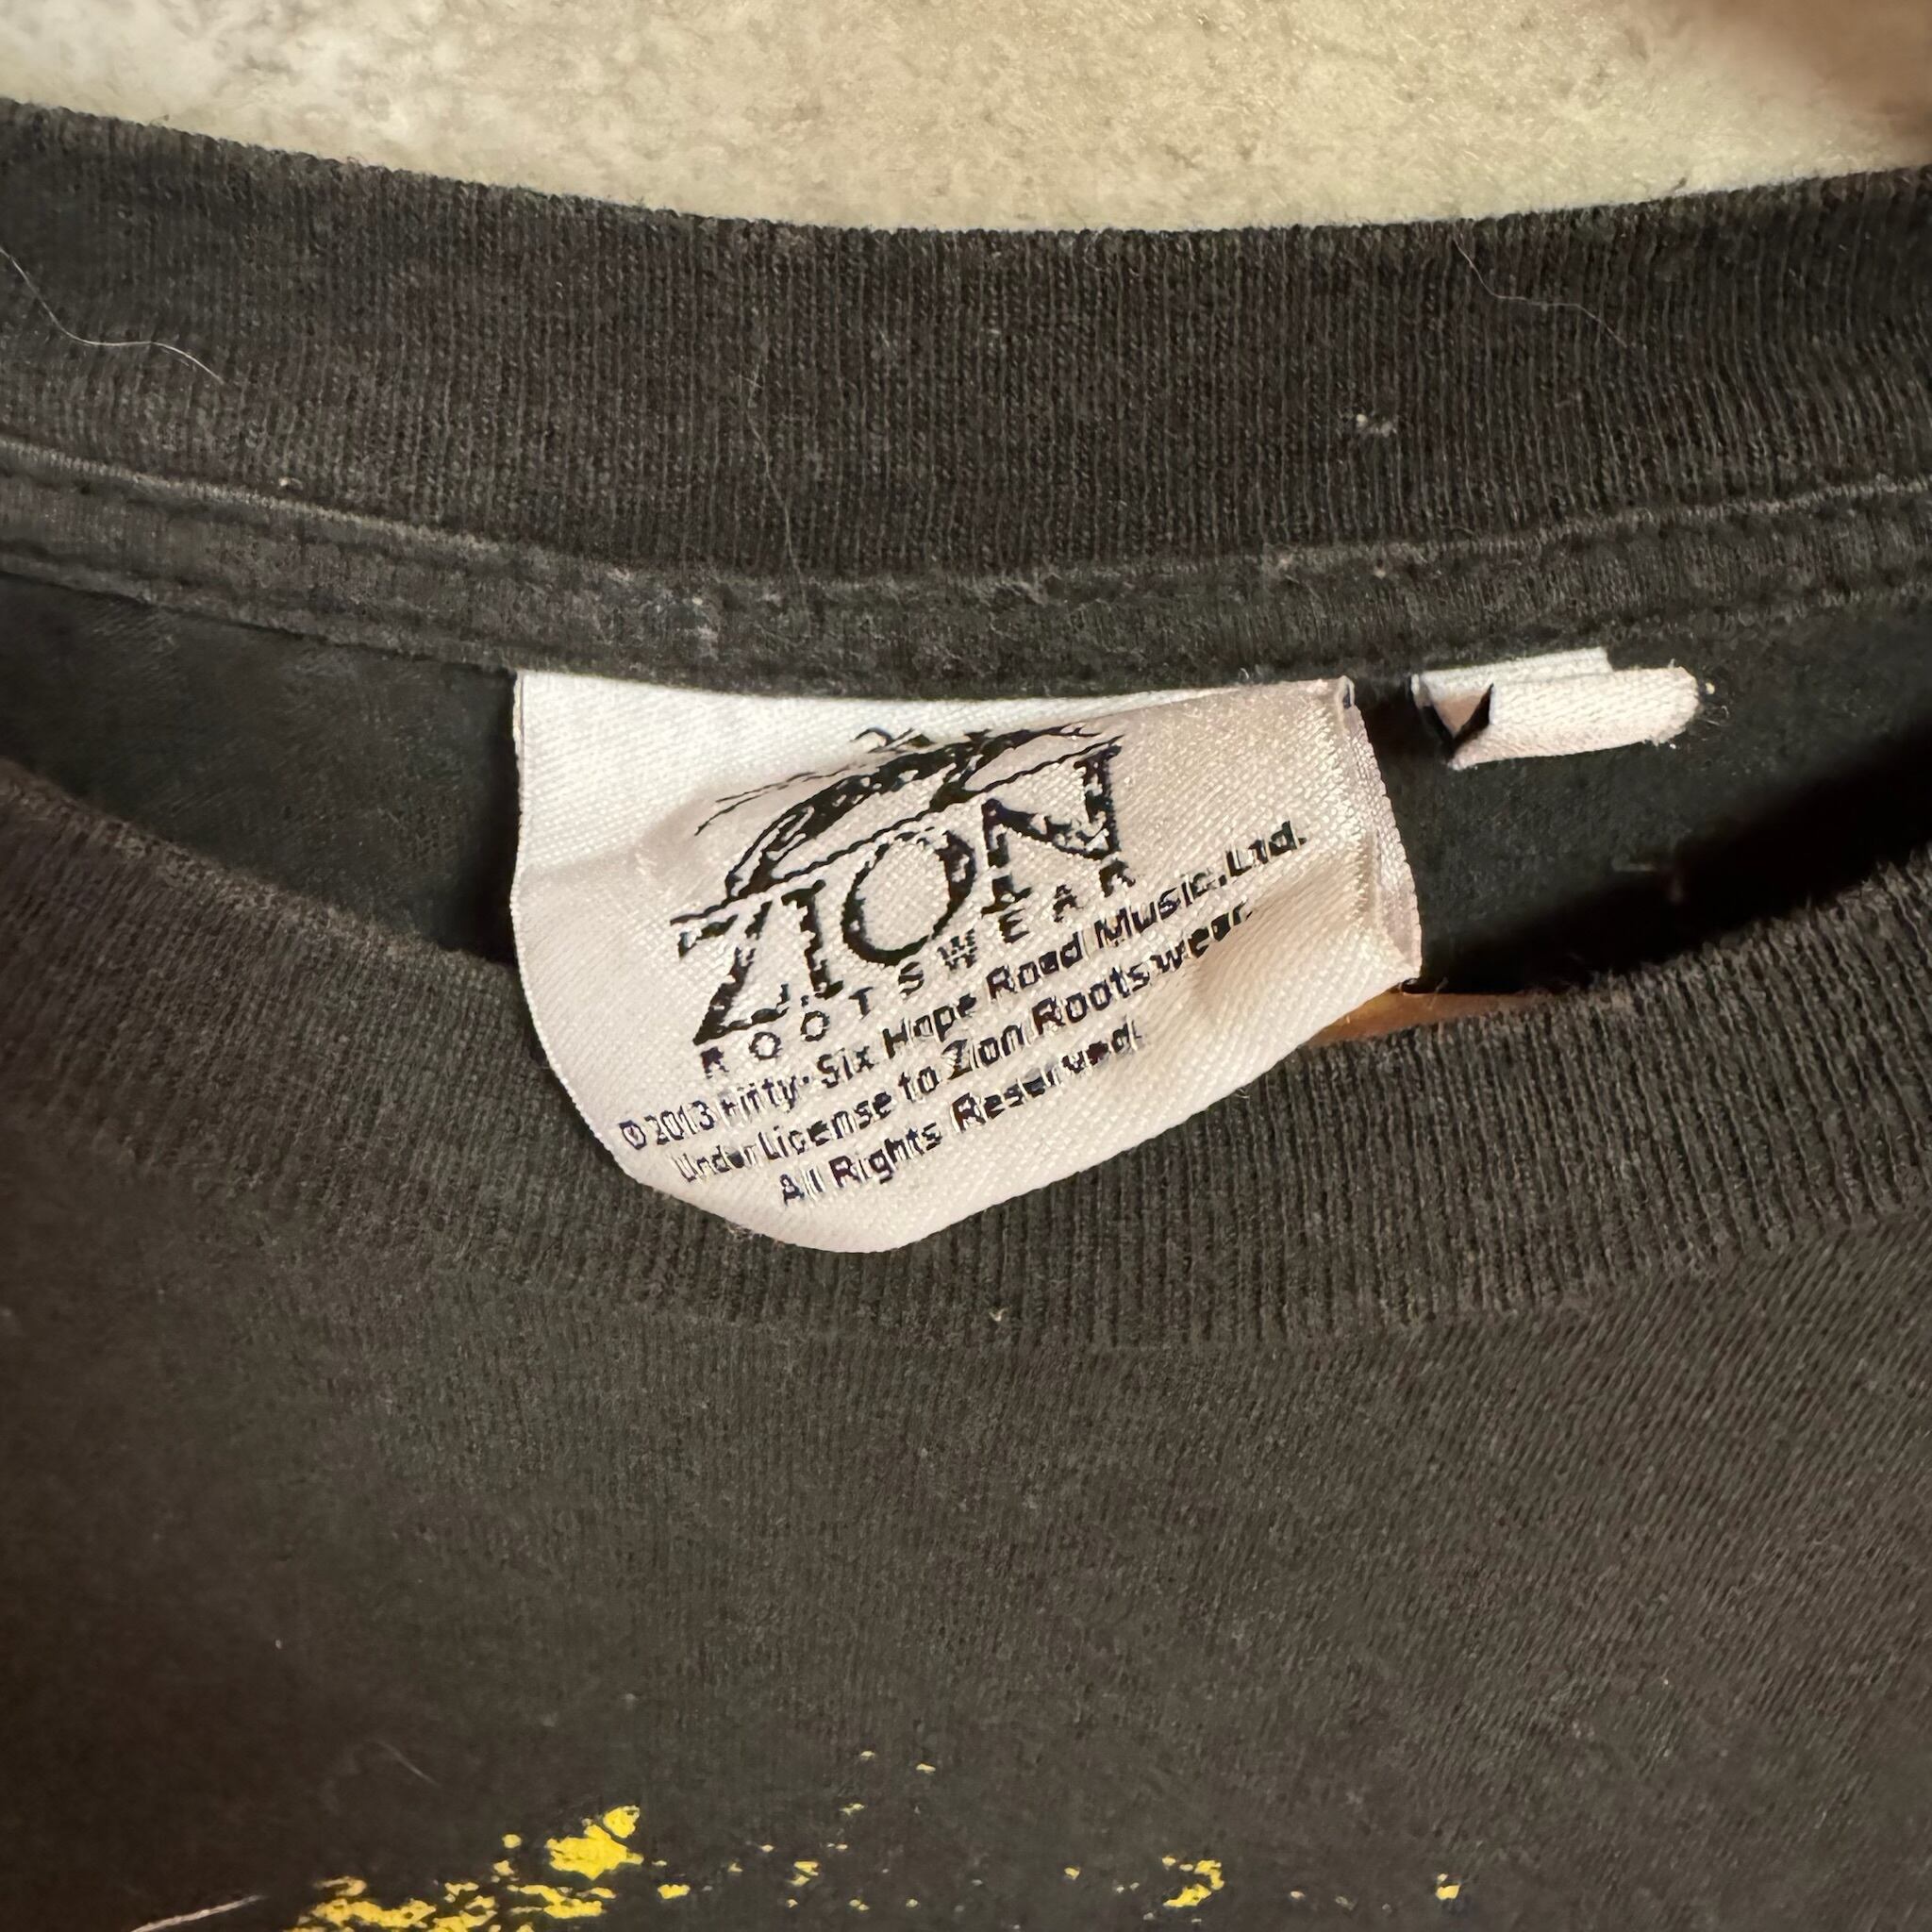 ZION
ROOTSWEAR
©2013 Fifty-Six Hope Road Music, Ltd.
Under License to Zion Rootswear.
All Rights Reserved.